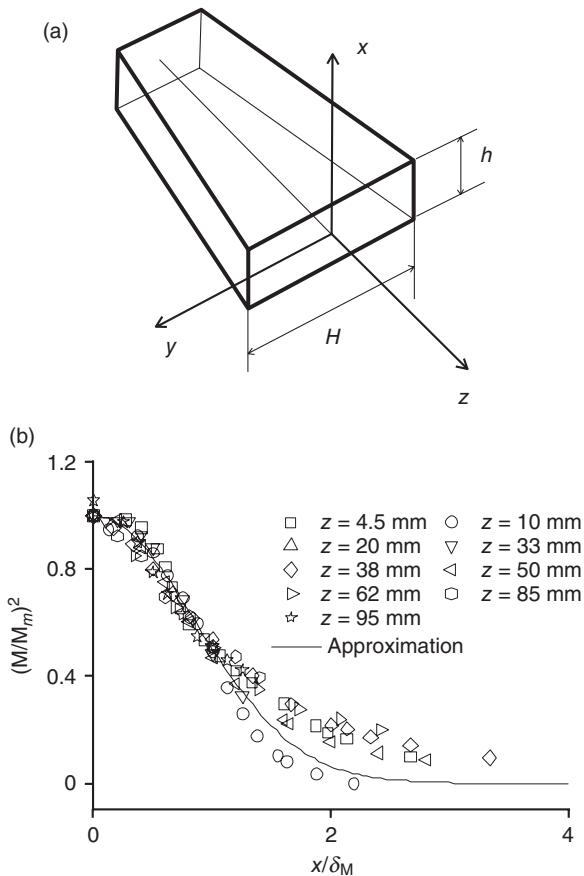 (a)
x
h
H
y
z
(b)
1.2
0.8
0.4
0
(M/M_m)^2
z = 4.5 mm
z = 10 mm
z = 20 mm
z = 33 mm
z = 38 mm
z = 50 mm
z = 62 mm
z = 85 mm
z = 95 mm
Approximation
0
2
4
x/δ_M